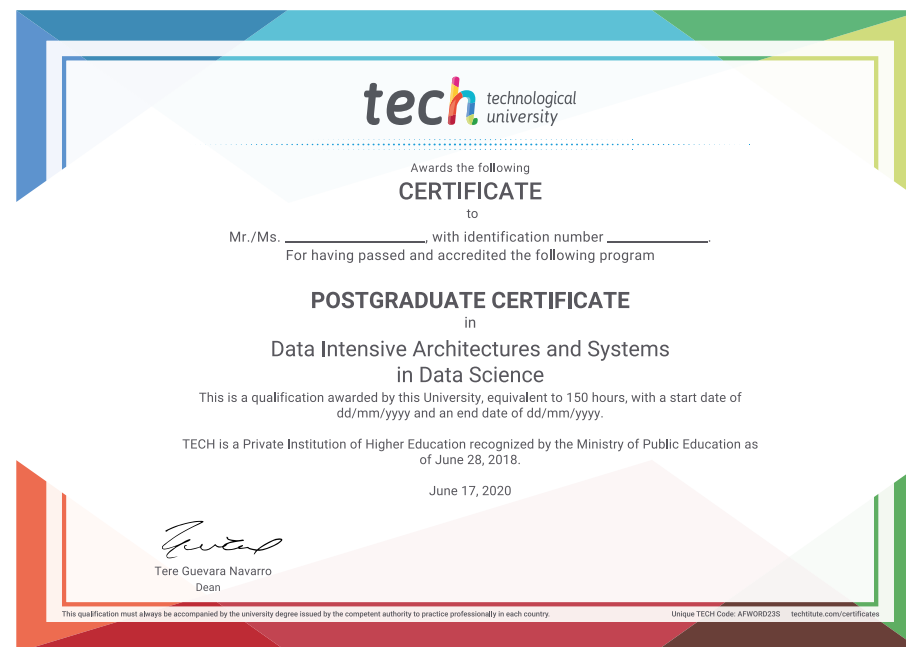 tech technological
university
Awards the following
CERTIFICATE
to
Mr./Ms. ____________________, with identification number ______________.
For having passed and accredited the following program
POSTGRADUATE CERTIFICATE
in
Data Intensive Architectures and Systems
in Data Science
This is a qualification awarded by this University, equivalent to 150 hours, with a start date of
dd/mm/yyyy and an end date of dd/mm/yyyy.
TECH is a Private Institution of Higher Education recognized by the Ministry of Public Education as
of June 28, 2018.
June 17, 2020
Tere Guevara Navarro
Dean
This qualification must always be accompanied by the university degree issued by the competent authority to practice professionally in each country.
Unique TECH Code: AFWORD23S techtitute.com/certificates